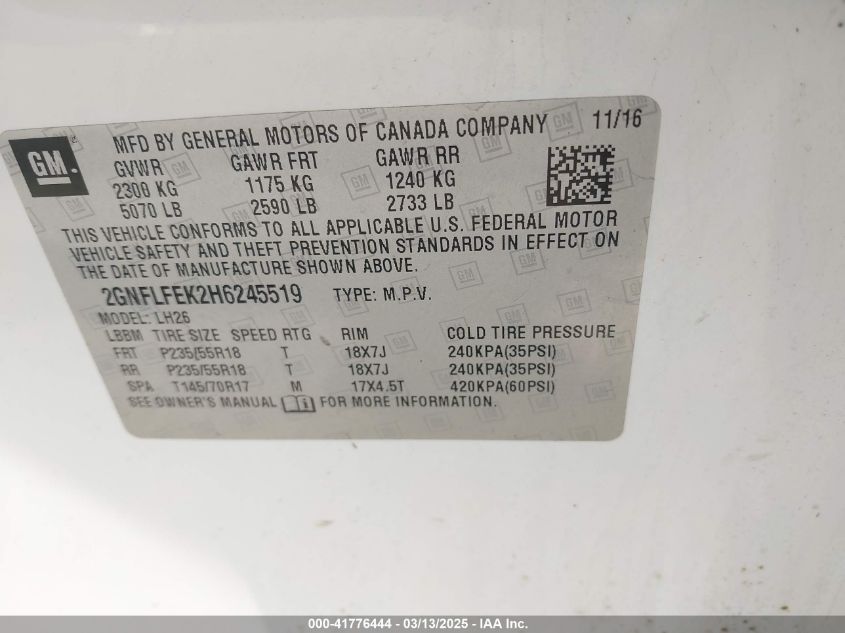 GM
MFD BY GENERAL MOTORS OF CANADA COMPANY 11/16
GVWR GAWR FRT GAWR RR
2300 KG 1175 KG 1240 KG
5070 LB 2590 LB 2733 LB
THIS VEHICLE CONFORMS TO ALL APPLICABLE U.S. FEDERAL MOTOR
VEHICLE SAFETY AND THEFT PREVENTION STANDARDS IN EFFECT ON
THE DATE OF MANUFACTURE SHOWN ABOVE.
2GNFLFEK2H6245519 TYPE: M.P.V.
MODEL: LH26
LBBM TIRE SIZE SPEED RTG RIM COLD TIRE PRESSURE
FRT P235/55R18 T 18X7J 240KPA(35PSI)
RR P235/55R18 T 18X7J 240KPA(35PSI)
SPA T145/70R17 M 17X4.5T 420KPA(60PSI)
SEE OWNER'S MANUAL FOR MORE INFORMATION.
000-41776444 - 03/13/2025 - IAA Inc.